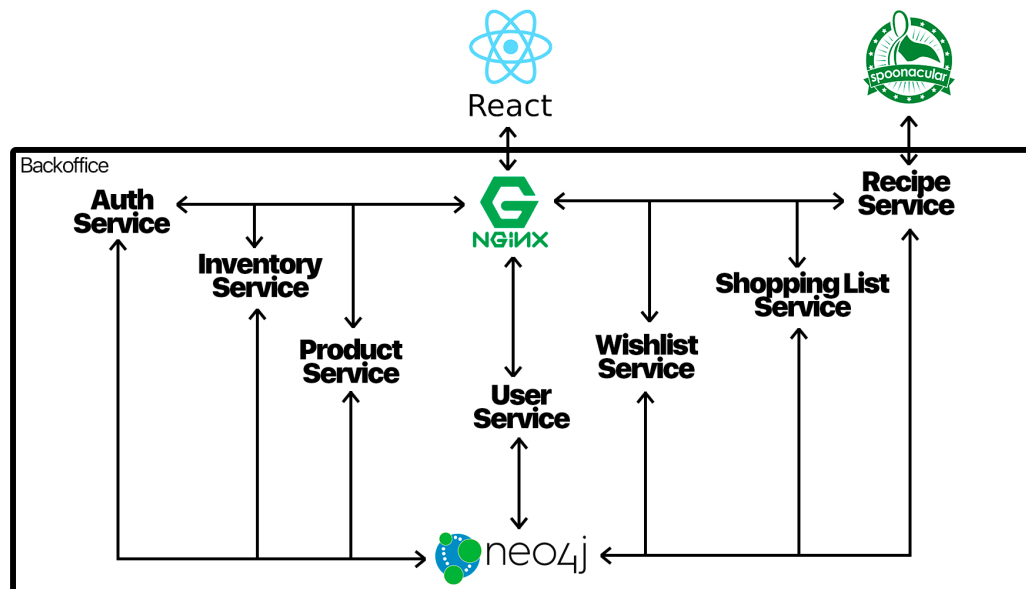 React
spoonacular
Backoffice
Auth
Service
NGiNX
Recipe
Service
Inventory
Service
Shopping List
Service
Product
Service
Wishlist
Service
User
Service
neo4j